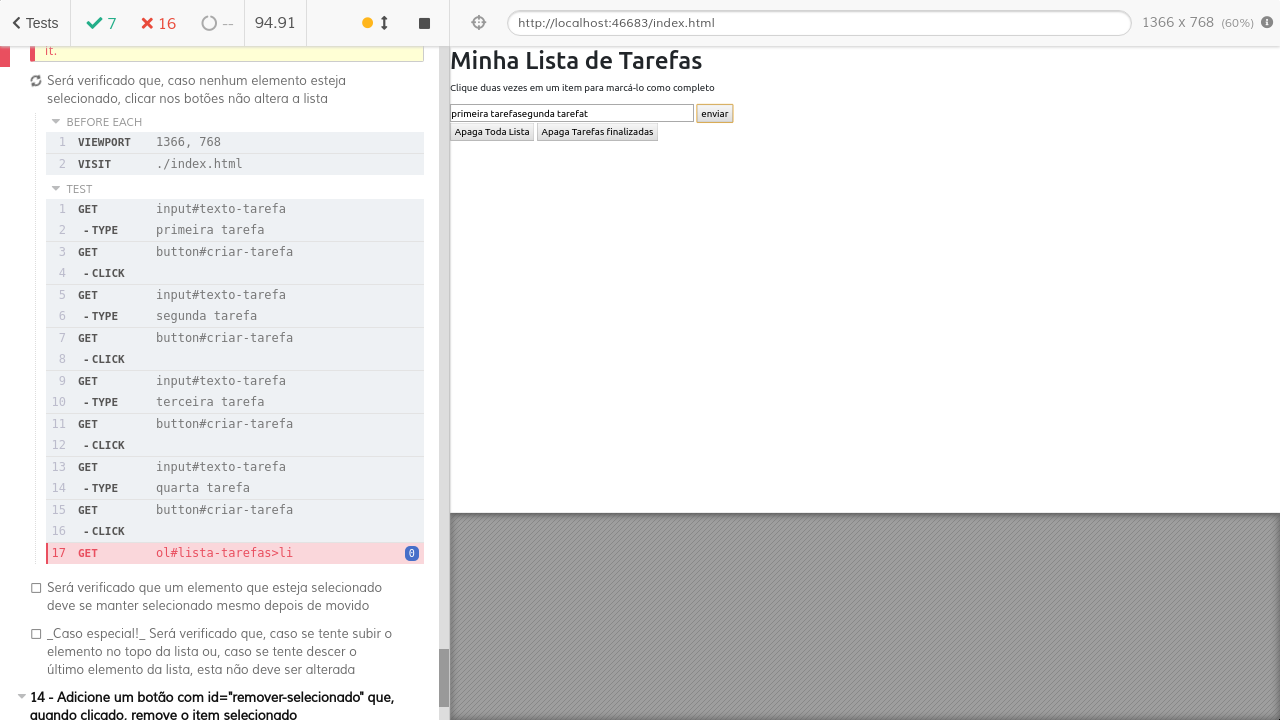 Tests 7 16 -- 94.91
http://localhost:46683/index.html 1366 x 768 (60%)
it.
Será verificado que, caso nenhum elemento esteja
selecionado, clicar nos botões não altera a lista
BEFORE EACH
1 VIEWPORT 1366, 768
2 VISIT ./index.html
TEST
1 GET input#texto-tarefa
2 - TYPE primeira tarefa
3 GET button#criar-tarefa
4 - CLICK
5 GET input#texto-tarefa
6 - TYPE segunda tarefa
7 GET button#criar-tarefa
8 - CLICK
9 GET input#texto-tarefa
10 - TYPE terceira tarefa
11 GET button#criar-tarefa
12 - CLICK
13 GET input#texto-tarefa
14 - TYPE quarta tarefa
15 GET button#criar-tarefa
16 - CLICK
17 GET ol#lista-tarefas>li 0
Será verificado que um elemento que esteja selecionado
deve se manter selecionado mesmo depois de movido
_Caso especial!_ Será verificado que, caso se tente subir o
elemento no topo da lista ou, caso se tente descer o
último elemento da lista, esta não deve ser alterada
14 - Adicione um botão com id="remover-selecionado" que,
quando clicado, remove o item selecionado
Minha Lista de Tarefas
Clique duas vezes em um item para marcá-lo como completo
primeira tarefasegunda tarefat enviar
Apaga Toda Lista Apaga Tarefas finalizadas